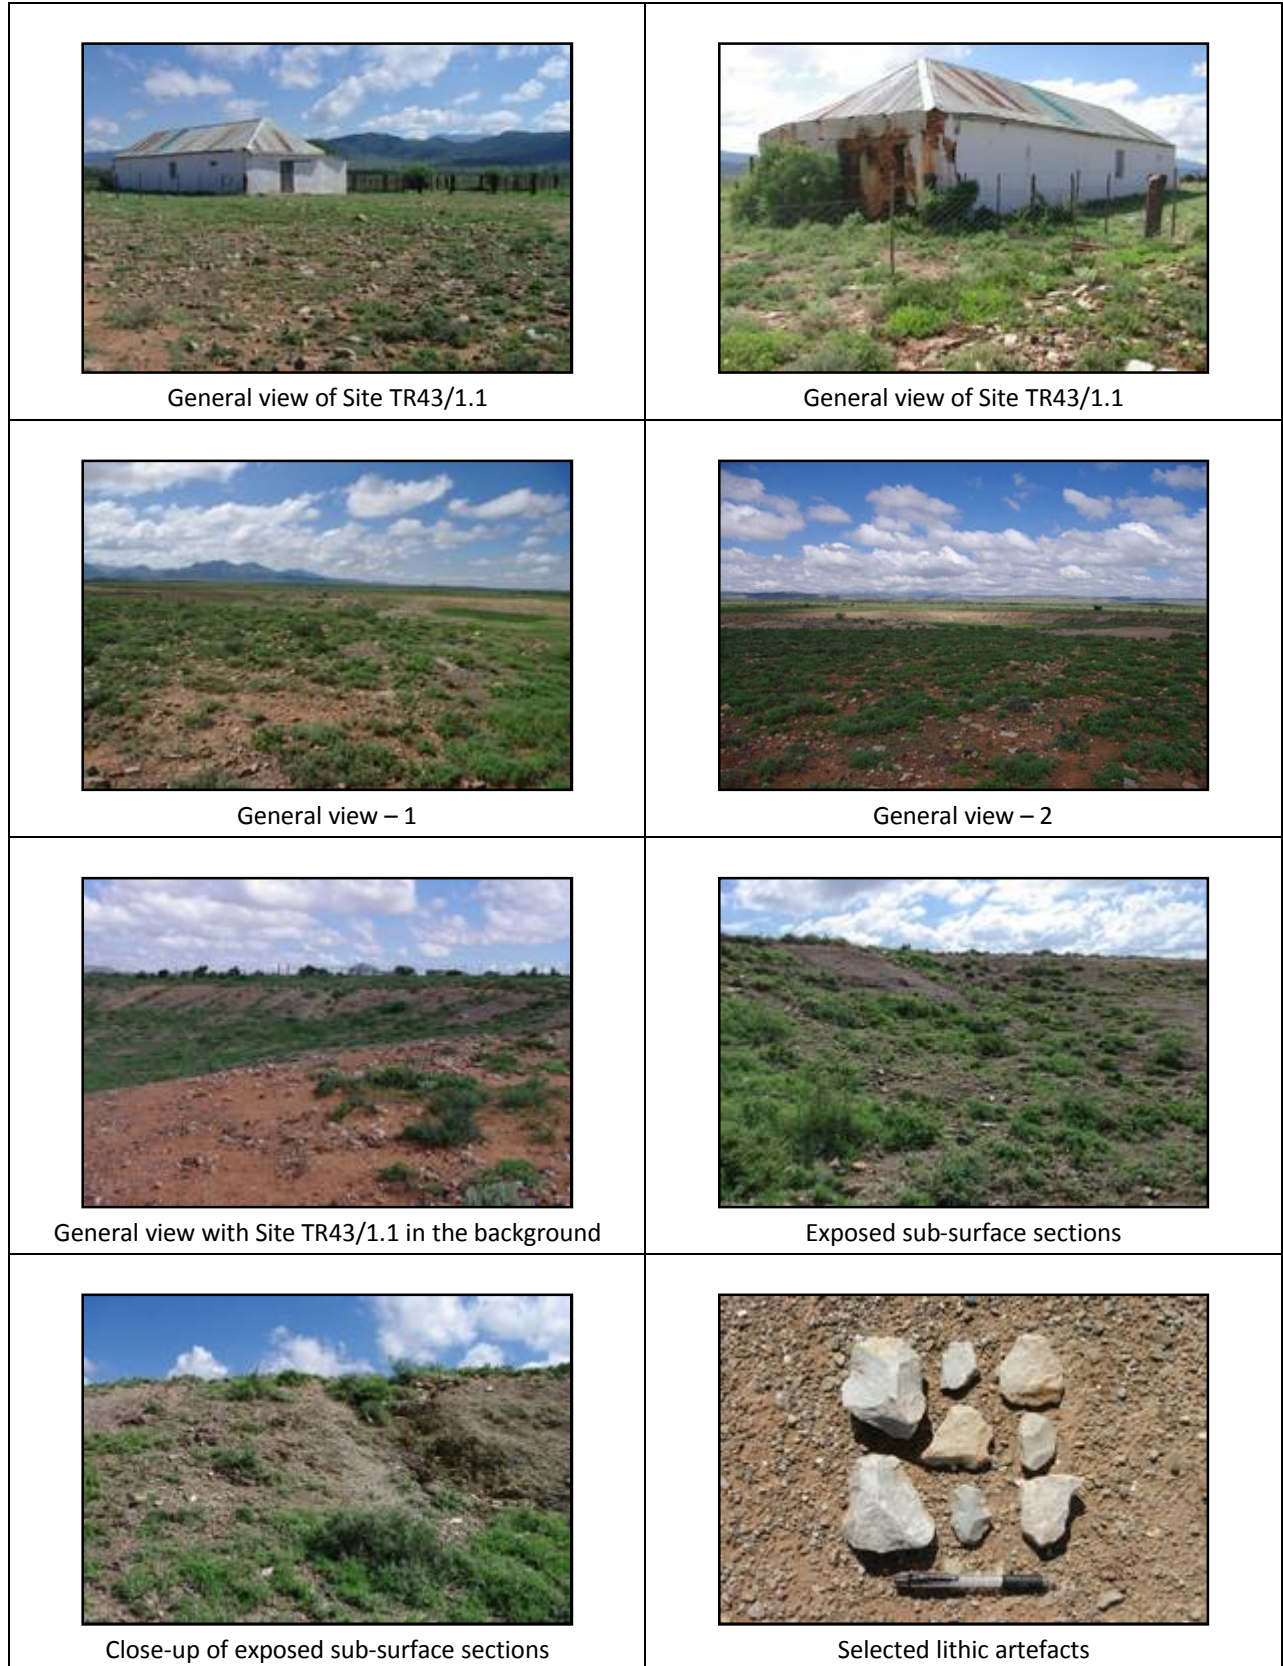 General view of Site TR43/1.1
General view of Site TR43/1.1
General view – 1
General view – 2
General view with Site TR43/1.1 in the background
Exposed sub-surface sections
Close-up of exposed sub-surface sections
Selected lithic artefacts